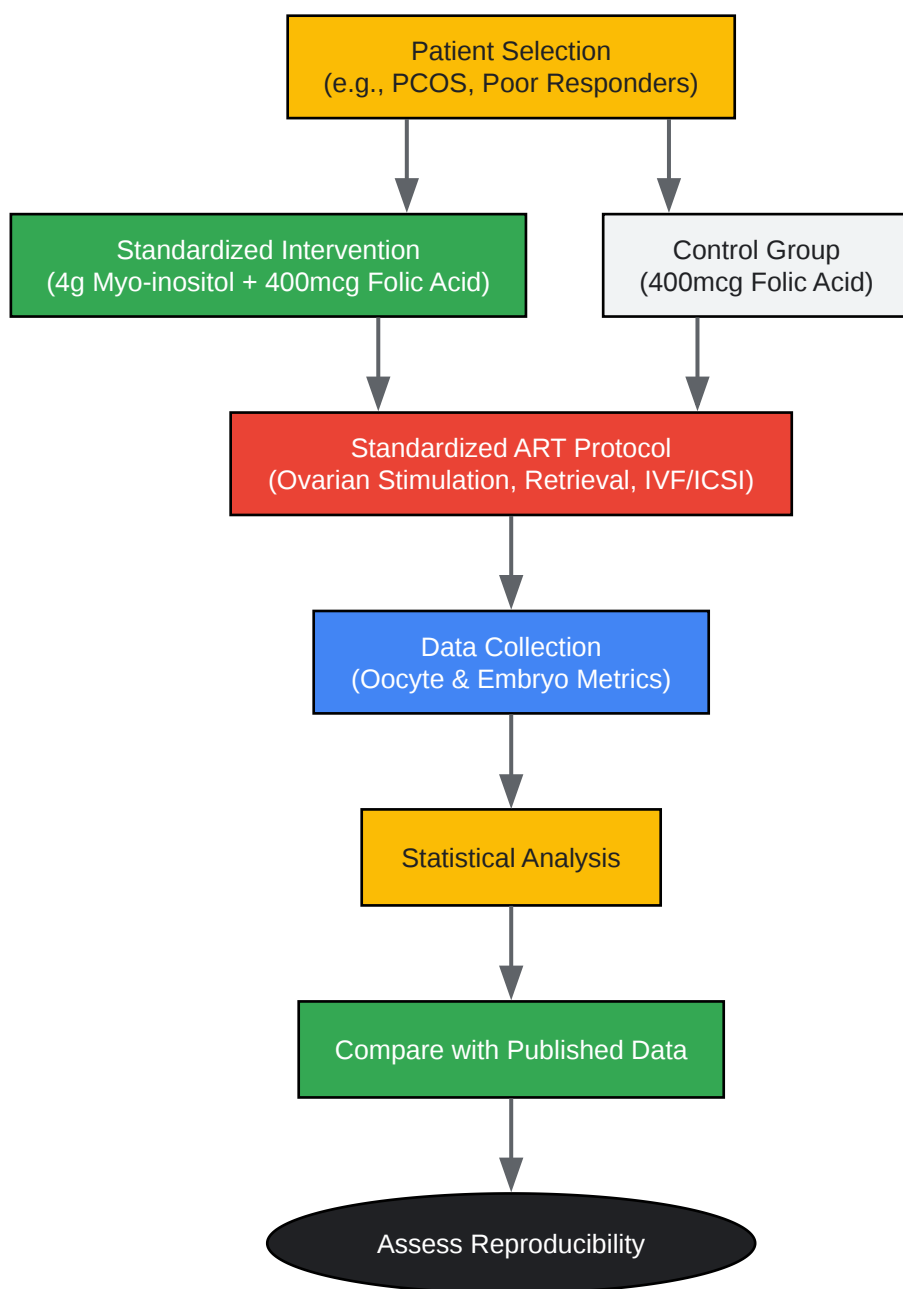 Patient Selection
(e.g., PCOS, Poor Responders)
Standardized Intervention
(4g Myo-inositol + 400mcg Folic Acid)
Control Group
(400mcg Folic Acid)
Standardized ART Protocol
(Ovarian Stimulation, Retrieval, IVF/ICSI)
Data Collection
(Oocyte & Embryo Metrics)
Statistical Analysis
Compare with Published Data
Assess Reproducibility